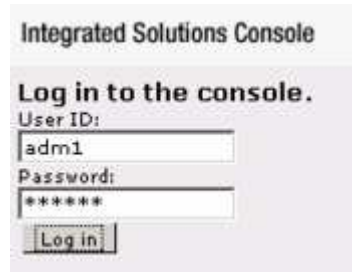 Integrated Solutions Console
Log in to the console.
User ID:
adm1
Password:
******
Log in